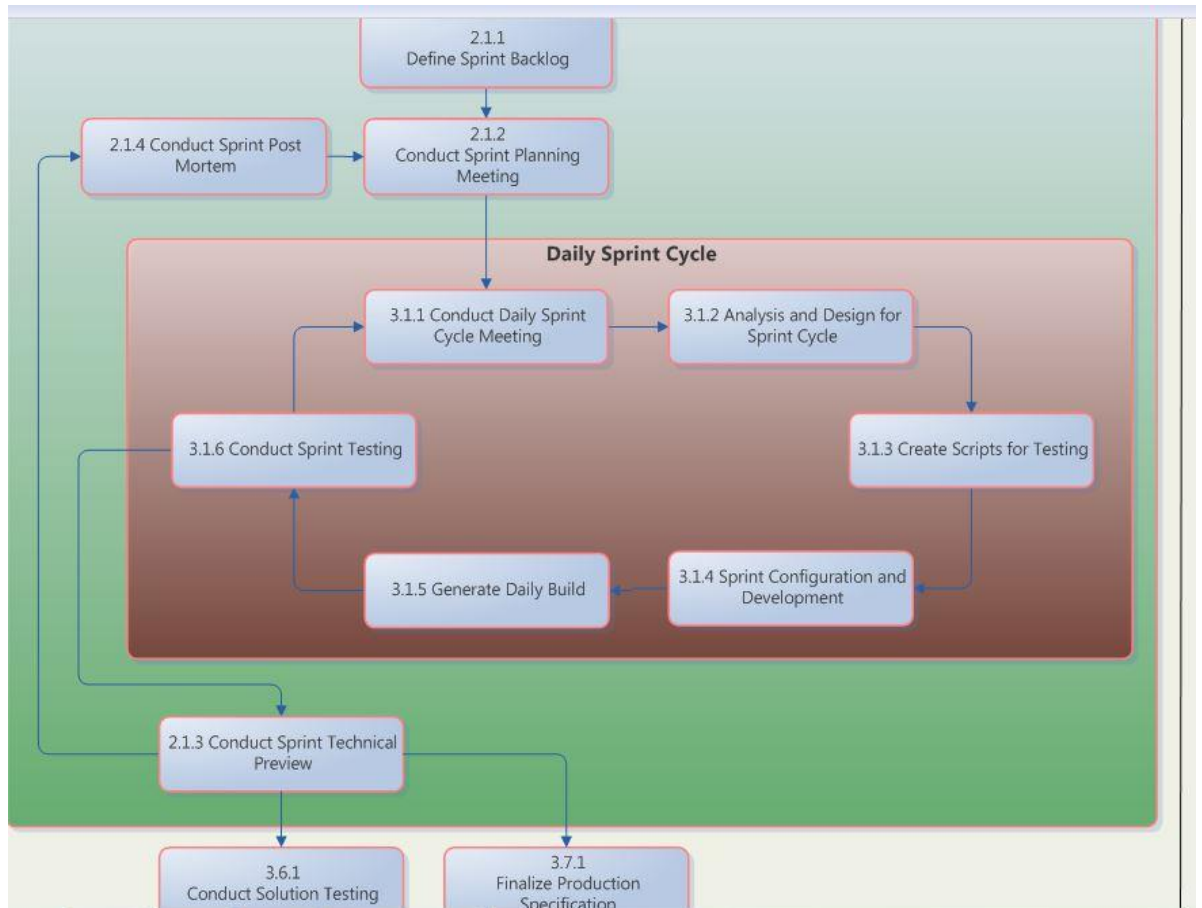 2.1.1
Define Sprint Backlog
2.1.4 Conduct Sprint Post
Mortem
2.1.2
Conduct Sprint Planning
Meeting
Daily Sprint Cycle
3.1.1 Conduct Daily Sprint
Cycle Meeting
3.1.2 Analysis and Design for
Sprint Cycle
3.1.6 Conduct Sprint Testing
3.1.3 Create Scripts for Testing
3.1.5 Generate Daily Build
3.1.4 Sprint Configuration and
Development
2.1.3 Conduct Sprint Technical
Preview
3.6.1
Conduct Solution Testing
3.7.1
Finalize Production
Specification